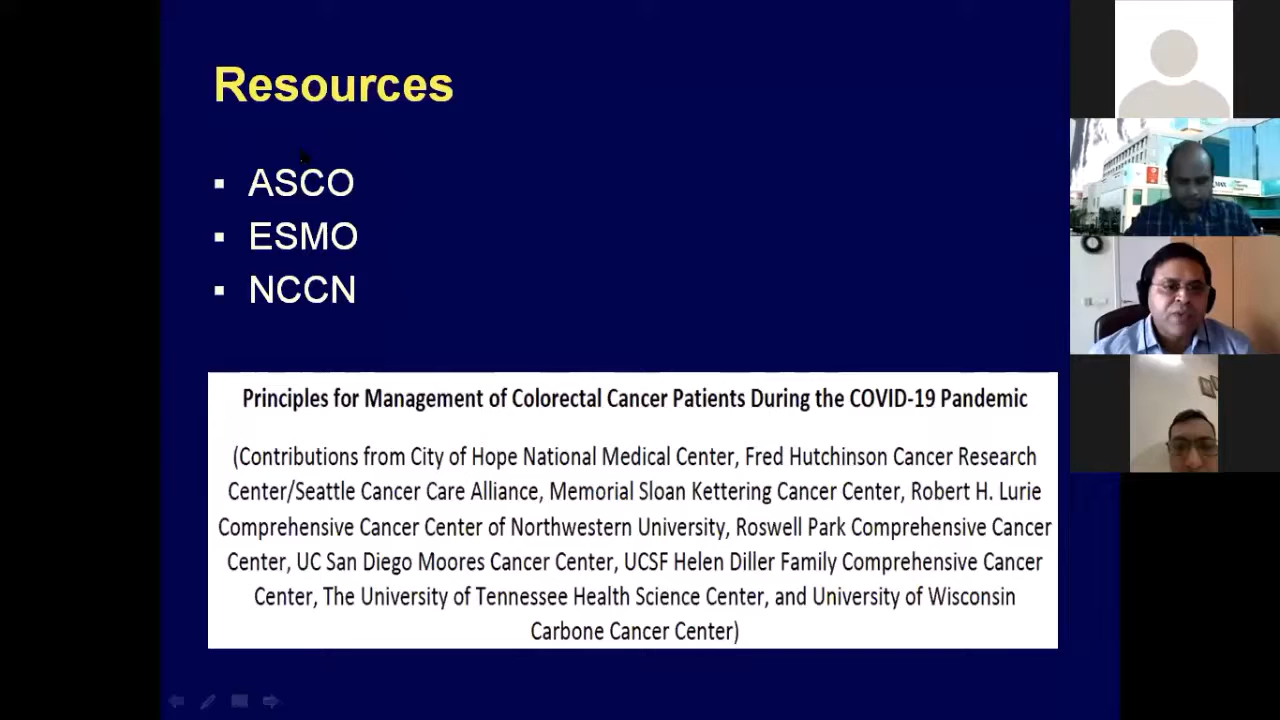 Resources
▪ ASCO
▪ ESMO
▪ NCCN
Principles for Management of Colorectal Cancer Patients During the COVID-19 Pandemic
(Contributions from City of Hope National Medical Center, Fred Hutchinson Cancer Research
Center/Seattle Cancer Care Alliance, Memorial Sloan Kettering Cancer Center, Robert H. Lurie
Comprehensive Cancer Center of Northwestern University, Roswell Park Comprehensive Cancer
Center, UC San Diego Moores Cancer Center, UCSF Helen Diller Family Comprehensive Cancer
Center, The University of Tennessee Health Science Center, and University of Wisconsin
Carbone Cancer Center)